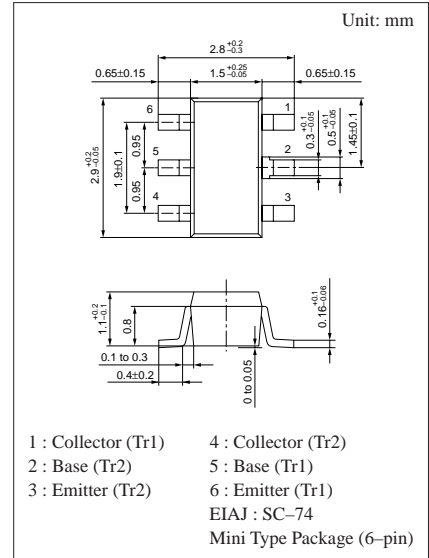 Unit: mm
2.8 +0.2 −0.3
0.65±0.15 1.5 +0.25 −0.05 0.65±0.15
6 1
5 2
4 3
2.9 +0.2 −0.05
1.9±0.1
0.95
0.95
0.3 +0.1 −0.05
0.5 +0.1 −0.05
1.45±0.1
1.1 +0.2 −0.1
0.8
0.16 +0.1 −0.06
0.1 to 0.3
0.4±0.2
0 to 0.05
1 : Collector (Tr1) 4 : Collector (Tr2)
2 : Base (Tr2) 5 : Base (Tr1)
3 : Emitter (Tr2) 6 : Emitter (Tr1)
EIAJ : SC–74
Mini Type Package (6–pin)